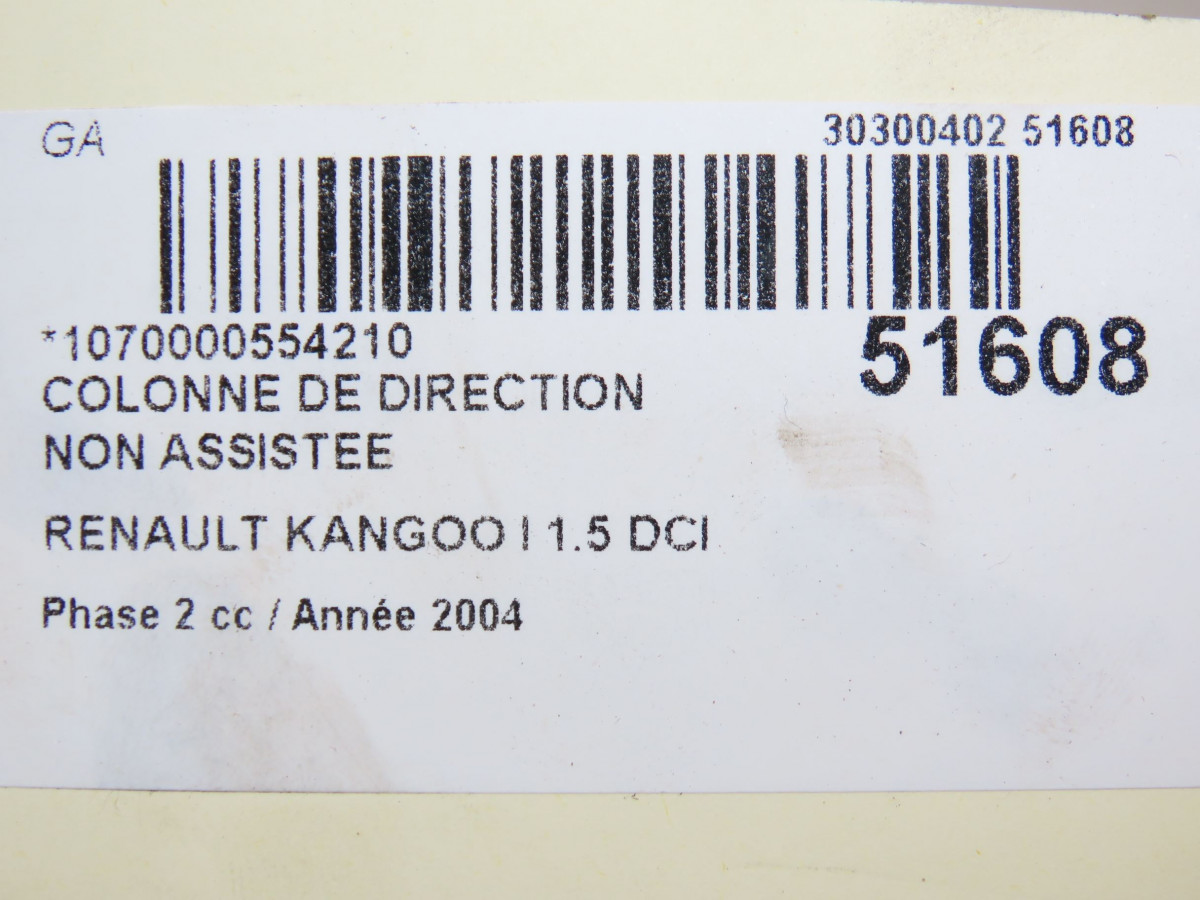 GA 30300402 51608
*1070000554210 51608
COLONNE DE DIRECTION
NON ASSISTEE
RENAULT KANGOO I 1.5 DCI
Phase 2 cc / Année 2004